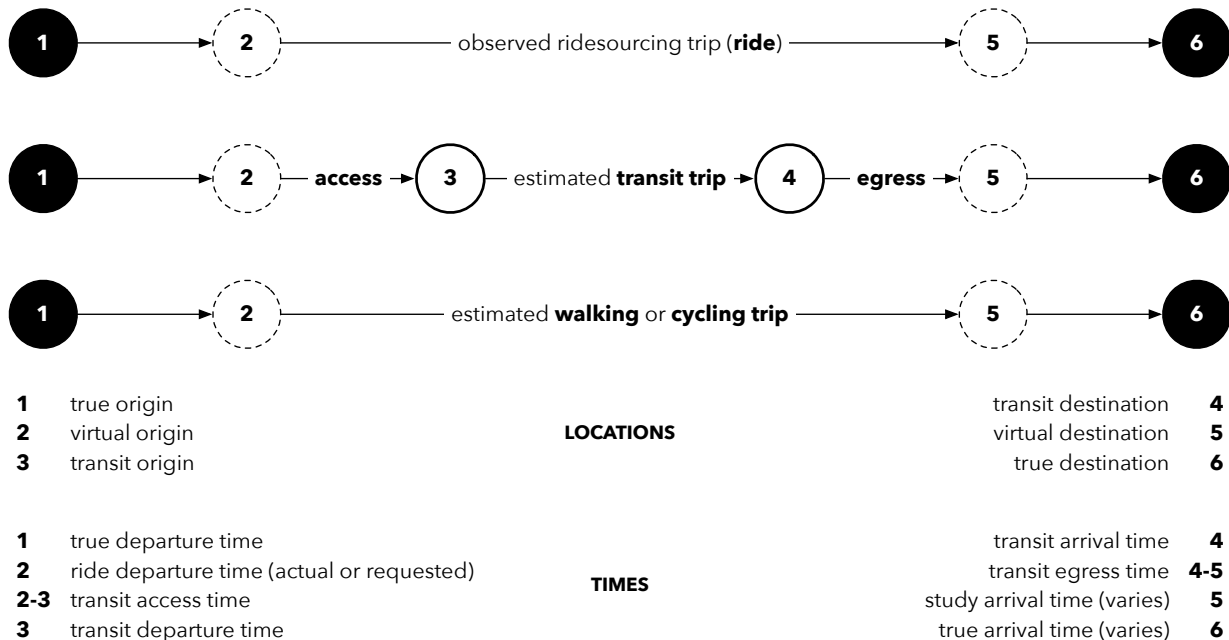 1 2 observed ridesourcing trip (ride) 5 6
1 2 access 3 estimated transit trip 4 egress 5 6
1 2 estimated walking or cycling trip 5 6
1 true origin
2 virtual origin
3 transit origin
LOCATIONS
transit destination 4
virtual destination 5
true destination 6
1 true departure time
2 ride departure time (actual or requested)
2-3 transit access time
3 transit departure time
TIMES
transit arrival time 4
transit egress time 4-5
study arrival time (varies) 5
true arrival time (varies) 6